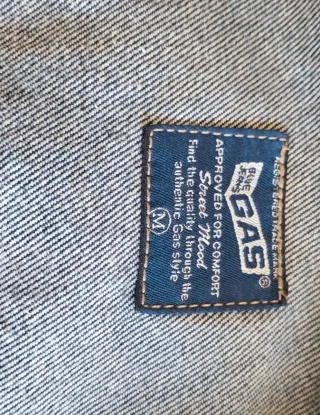 REGISTERED TRADE MARK
BLUE JEANS
GAS ®
APPROVED FOR COMFORT
Street Mood
Find the quality through the
authentic Gas style
M